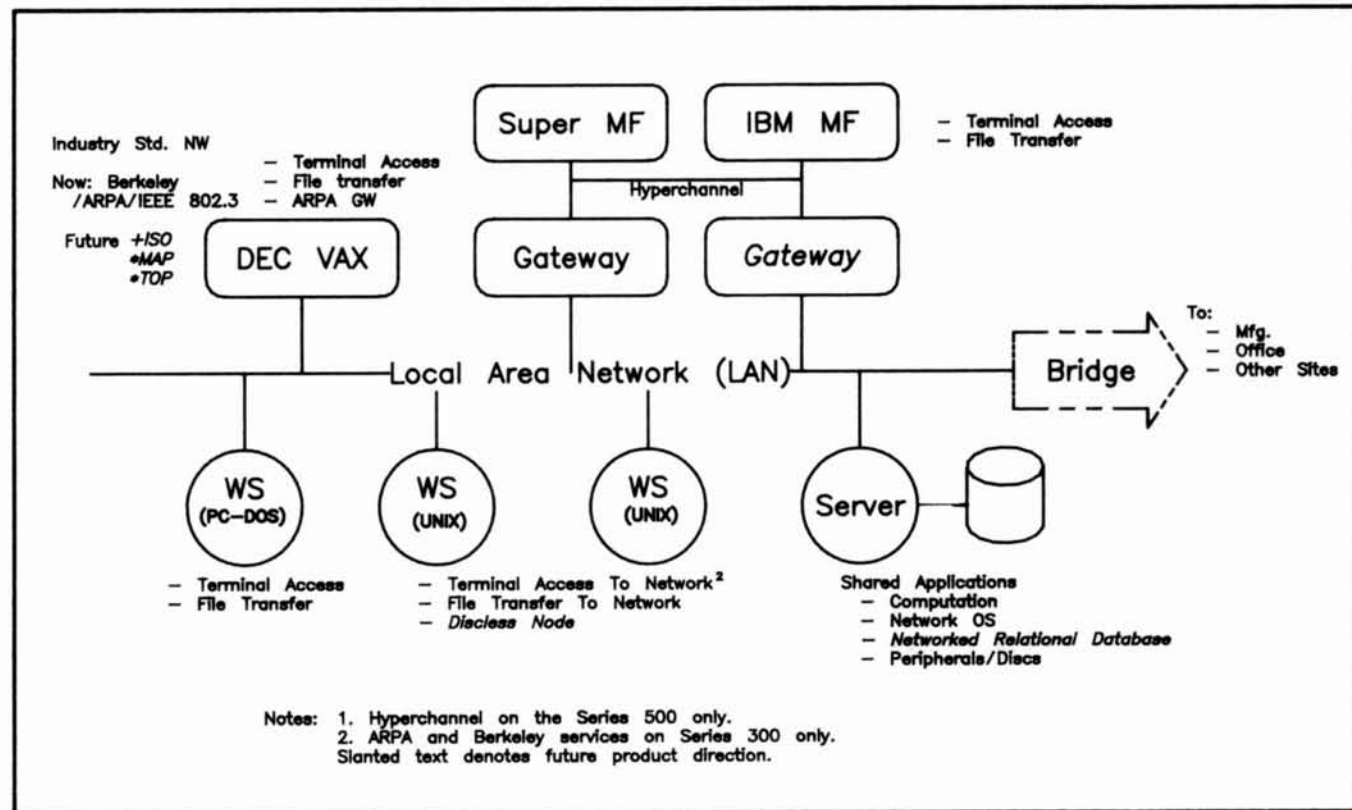 Super MF
IBM MF
– Terminal Access
– File Transfer
Industry Std. NW
Now: Berkeley
/ARPA/IEEE 802.3
– Terminal Access
– File transfer
– ARPA GW
Hyperchannel
Future +ISO
*MAP
*TOP
DEC VAX
Gateway
Gateway
To:
– Mfg.
– Office
– Other Sites
Local Area Network (LAN)
Bridge
WS
(PC-DOS)
WS
(UNIX)
WS
(UNIX)
Server
– Terminal Access
– File Transfer
– Terminal Access To Network²
– File Transfer To Network
– Discless Node
Shared Applications
– Computation
– Network OS
– Networked Relational Database
– Peripherals/Discs
Notes: 1. Hyperchannel on the Series 500 only.
2. ARPA and Berkeley services on Series 300 only.
Slanted text denotes future product direction.